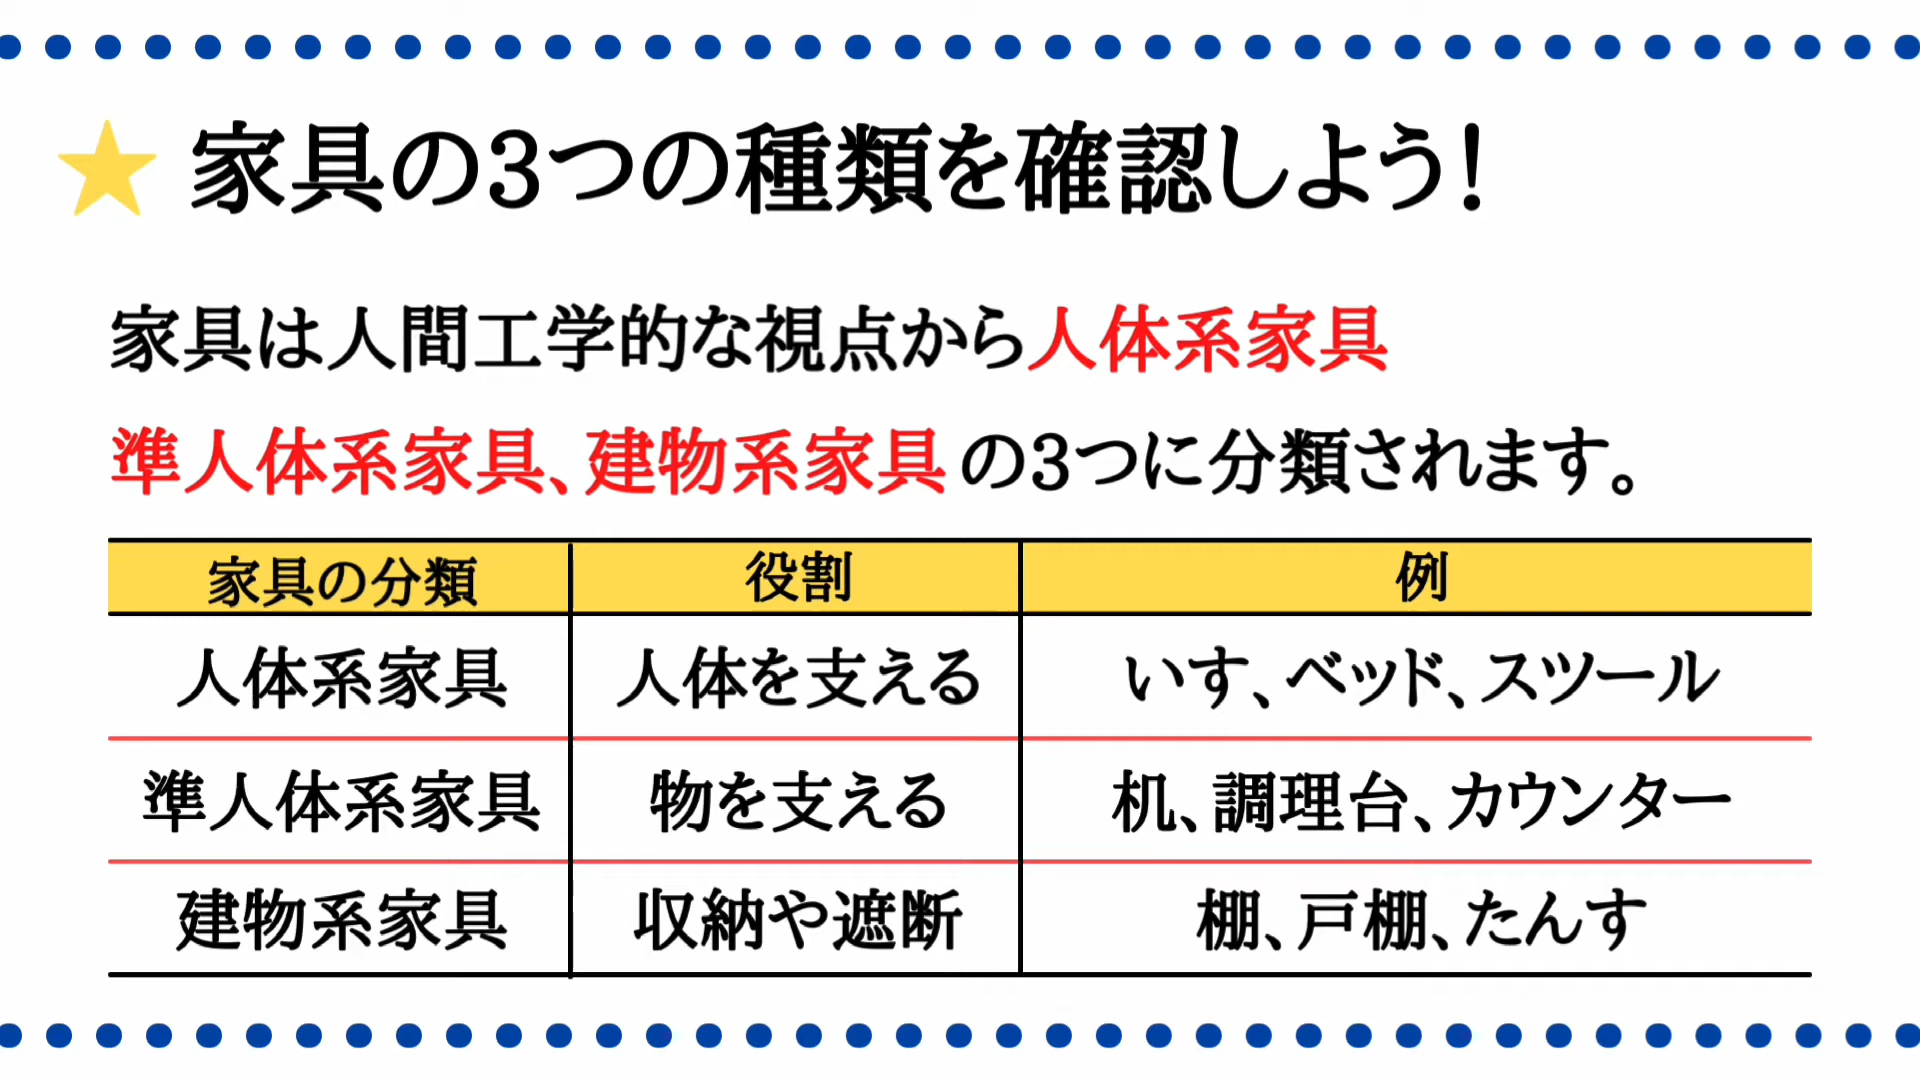 家具の3つの種類を確認しよう!
家具は人間工学的な視点から人体系家具
準人体系家具、建物系家具の3つに分類されます。
家具の分類 役割 例
人体系家具 人体を支える いす、ベッド、スツール
準人体系家具 物を支える 机、調理台、カウンター
建物系家具 収納や遮断 棚、戸棚、たんす